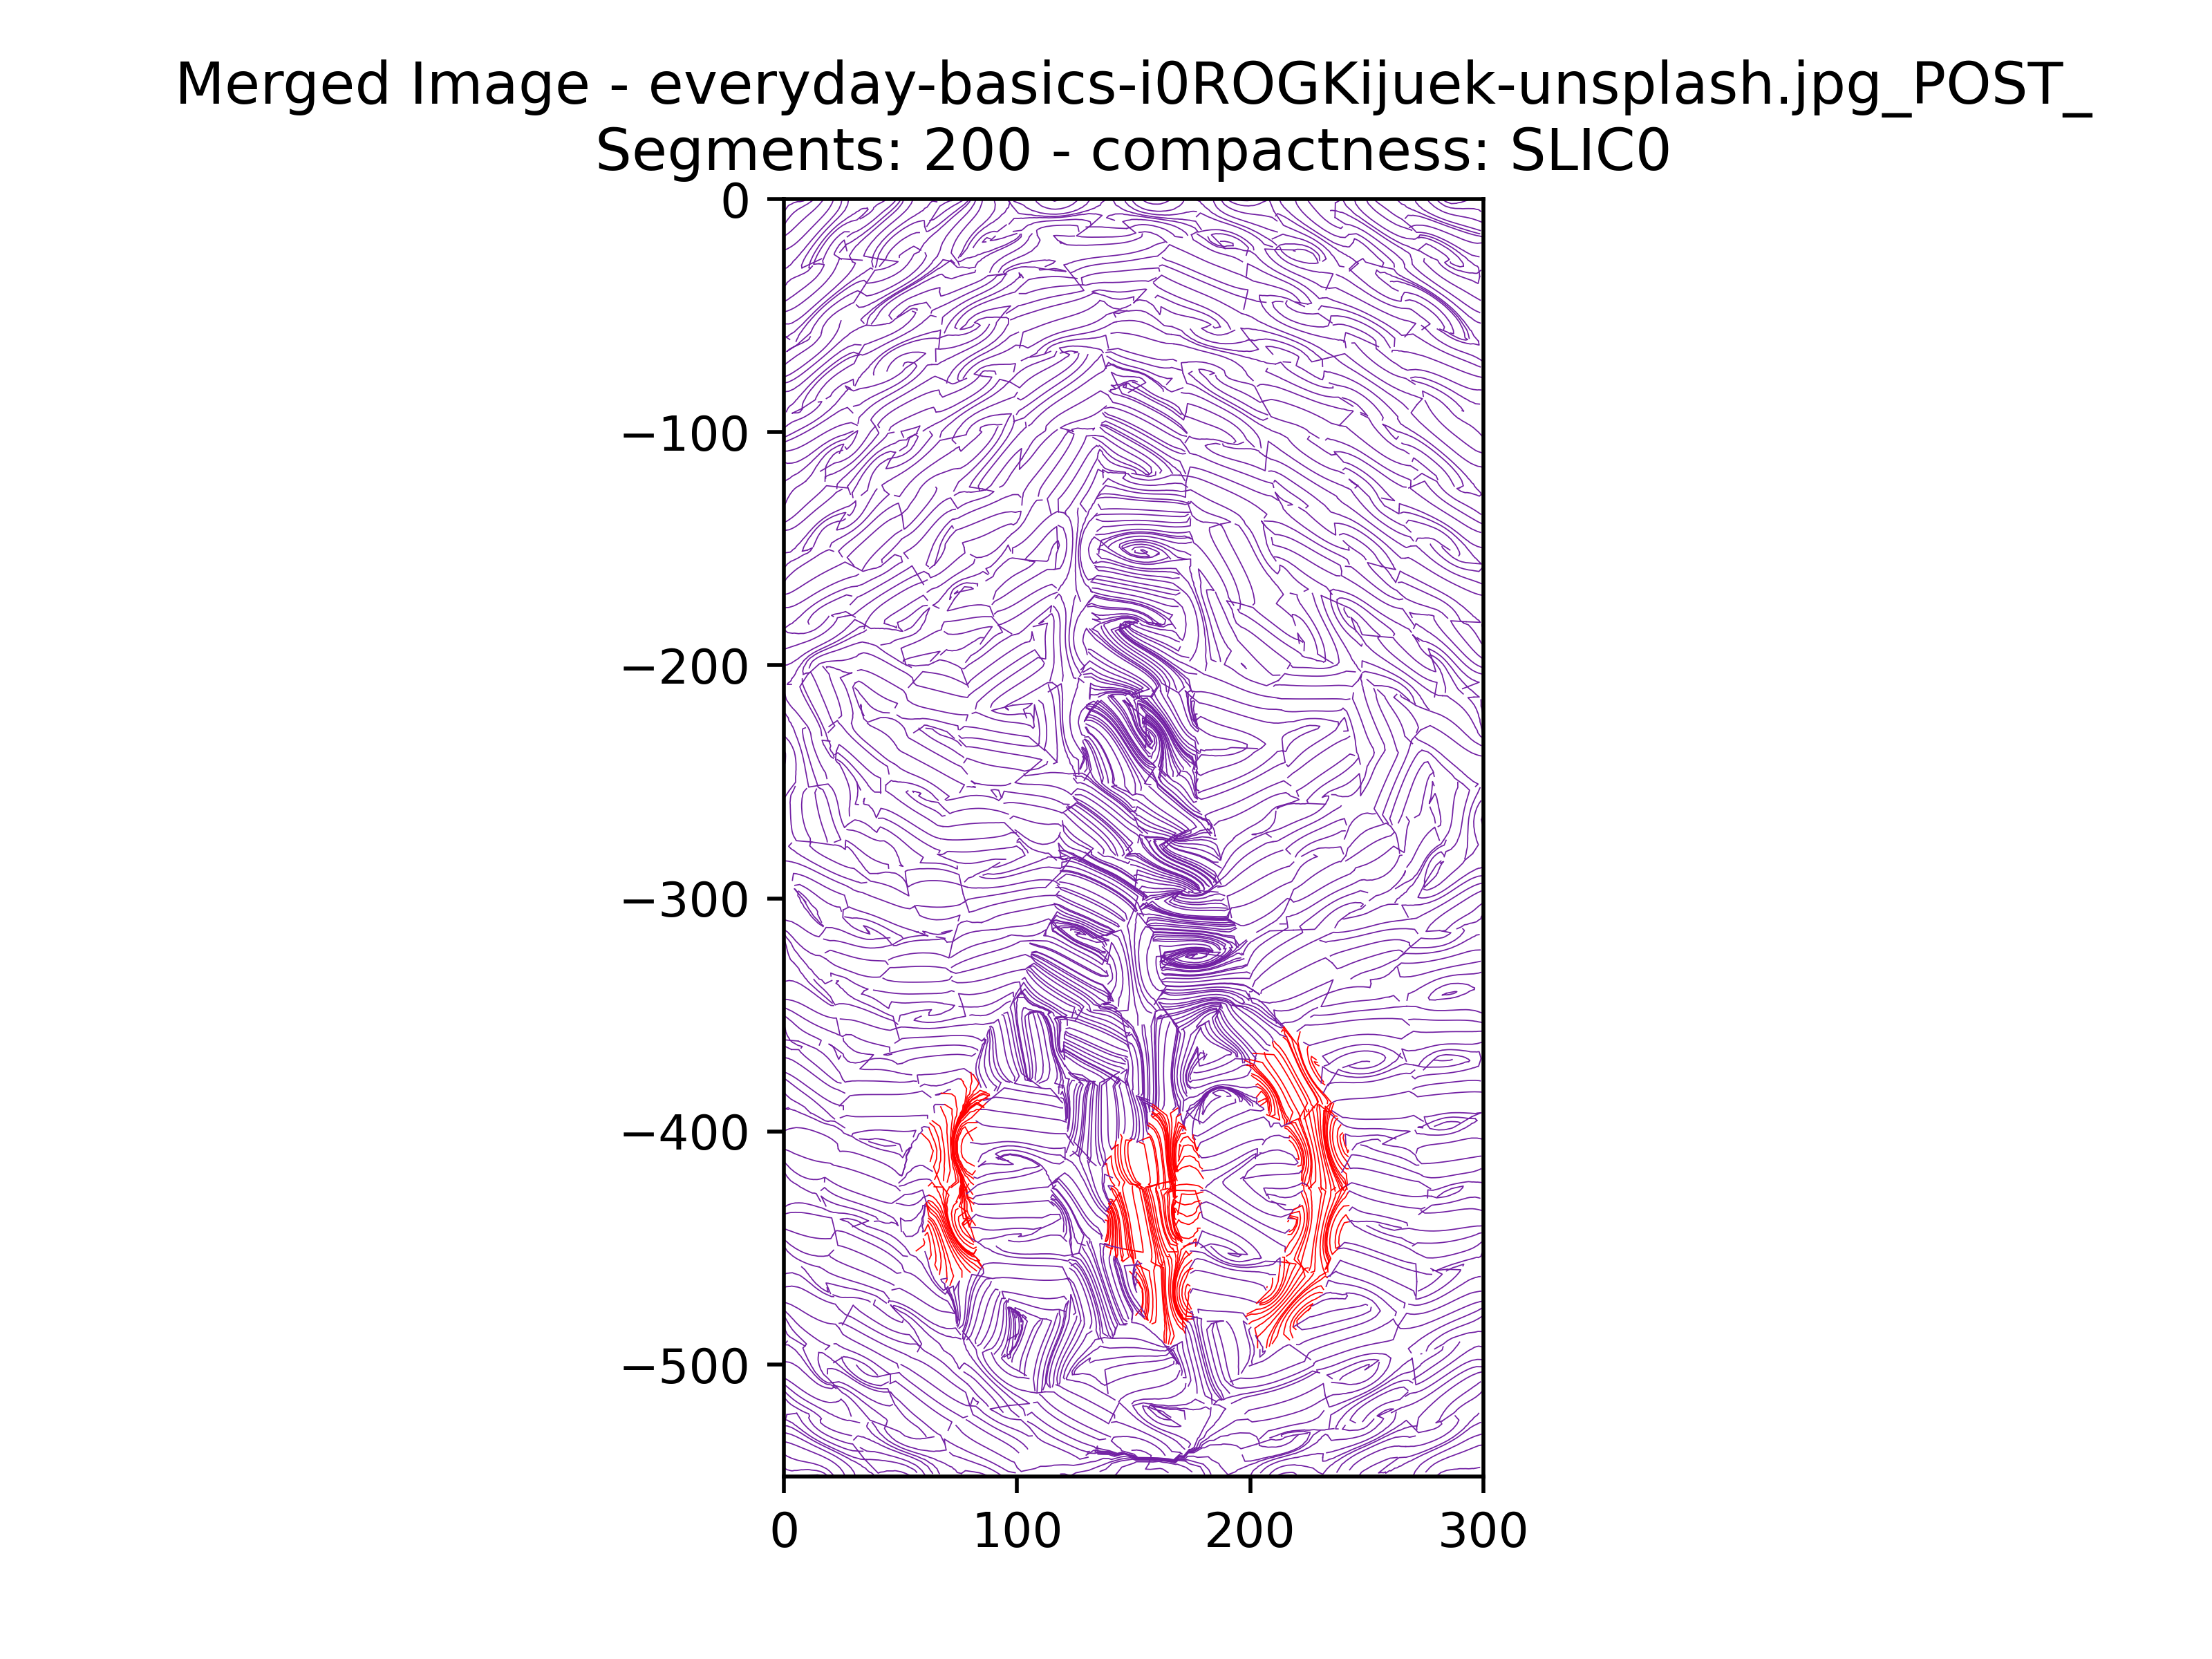 Merged Image - everyday-basics-i0ROGKijuek-unsplash.jpg_POST_
Segments: 200 - compactness: SLIC0
0
−100
−200
−300
−400
−500
0 100 200 300